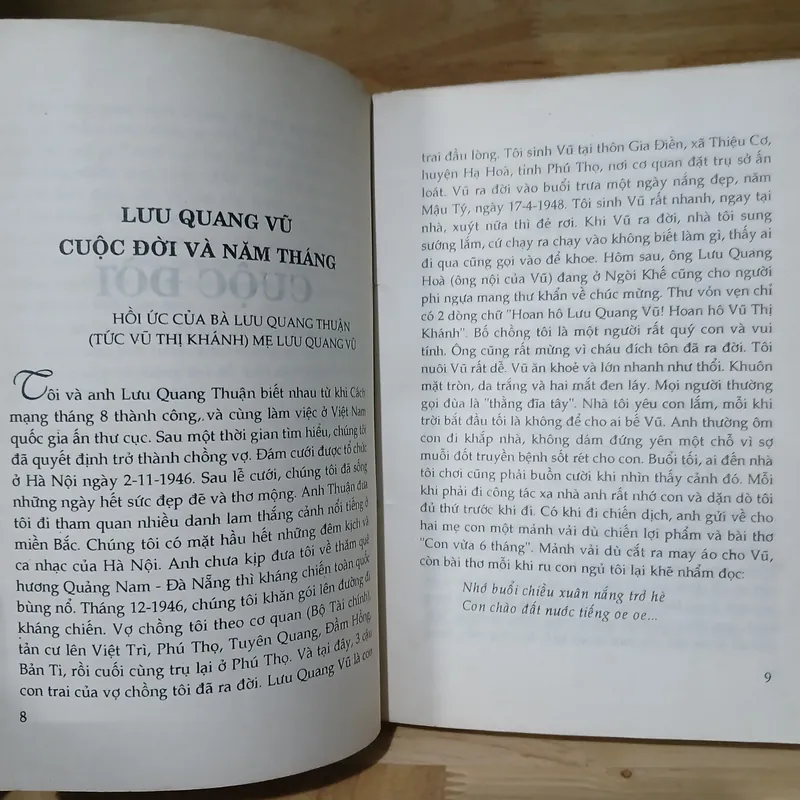 LƯU QUANG VŨ
CUỘC ĐỜI VÀ NĂM THÁNG
HỒI ỨC CỦA BÀ LƯU QUANG THUẬN
(TỨC VŨ THỊ KHÁNH) MẸ LƯU QUANG VŨ
Tôi và anh Lưu Quang Thuận biết nhau từ khi Cách
mạng tháng 8 thành công, và cùng làm việc ở Việt Nam
quốc gia ấn thư cục. Sau một thời gian tìm hiểu, chúng tôi
đã quyết định trở thành chồng vợ. Đám cưới được tổ chức
ở Hà Nội ngày 2-11-1946. Sau lễ cưới, chúng tôi đã sống
những ngày hết sức đẹp đẽ và thơ mộng. Anh Thuận đưa
tôi đi tham quan nhiều danh lam thắng cảnh nổi tiếng ở
miền Bắc. Chúng tôi có mặt hầu hết những đêm kịch và
ca nhạc của Hà Nội. Anh chưa kịp đưa tôi về thăm quê
hương Quảng Nam - Đà Nẵng thì kháng chiến toàn quốc
bùng nổ. Tháng 12-1946, chúng tôi khăn gói lên đường đi
kháng chiến. Vợ chồng tôi theo cơ quan (Bộ Tài chính),
tản cư lên Việt Trì, Phú Thọ, Tuyên Quang, Đầm Hồng,
Bản Ti, rồi cuối cùng trụ lại ở Phú Thọ. Và tại đây, 3 cậu
con trai của vợ chồng tôi đã ra đời. Lưu Quang Vũ là con
8
trai đầu lòng. Tôi sinh Vũ tại thôn Gia Điền, xã Thiệu Cơ,
huyện Hạ Hoà, tỉnh Phú Thọ, nơi cơ quan đặt trụ sở ấn
loát. Vũ ra đời vào buổi trưa một ngày nắng đẹp, năm
Mậu Tý, ngày 17-4-1948. Tôi sinh Vũ rất nhanh, ngay tại
nhà, xuýt nữa thì đẻ rơi. Khi Vũ ra đời, nhà tôi sung
sướng lắm, cứ chạy ra chạy vào không biết làm gì, thấy ai
đi qua cũng gọi vào để khoe. Hôm sau, ông Lưu Quang
Hoà (ông nội của Vũ) đang ở Ngòi Khế cũng cho người
phi ngựa mang thư khẩn về chúc mừng. Thư vỏn vẹn chỉ
có 2 dòng chữ "Hoan hô Lưu Quang Vũ! Hoan hô Vũ Thị
Khánh". Bố chồng tôi là một người rất quý con và vui
tính. Ông cũng rất mừng vì cháu đích tôn đã ra đời. Tôi
nuôi Vũ rất dễ. Vũ ăn khoẻ và lớn nhanh như thổi. Khuôn
mặt tròn, da trắng và hai mắt đen láy. Mọi người thường
gọi đùa là "thằng đĩa tây". Nhà tôi yêu con lắm, mỗi khi
trời bắt đầu tối là không để cho ai bế Vũ. Anh thường ôm
con đi khắp nhà, không dám đứng yên một chỗ vì sợ
muỗi đốt truyền bệnh sốt rét cho con. Buổi tối, ai đến nhà
tôi chơi cũng phải buồn cười khi nhìn thấy cảnh đó. Mỗi
khi phải đi công tác xa nhà anh rất nhớ con và dặn dò tôi
đủ thứ trước khi đi. Có khi đi chiến dịch, anh gửi về cho
hai mẹ con một mảnh vải dù chiến lợi phẩm và bài thơ
"Con vừa 6 tháng". Mảnh vải dù cắt ra may áo cho Vũ,
còn bài thơ mỗi khi ru con ngủ tôi lại khẽ nhẩm đọc:
Nhớ buổi chiều xuân nắng trở hè
Con chào đất nước tiếng oe oe...
9